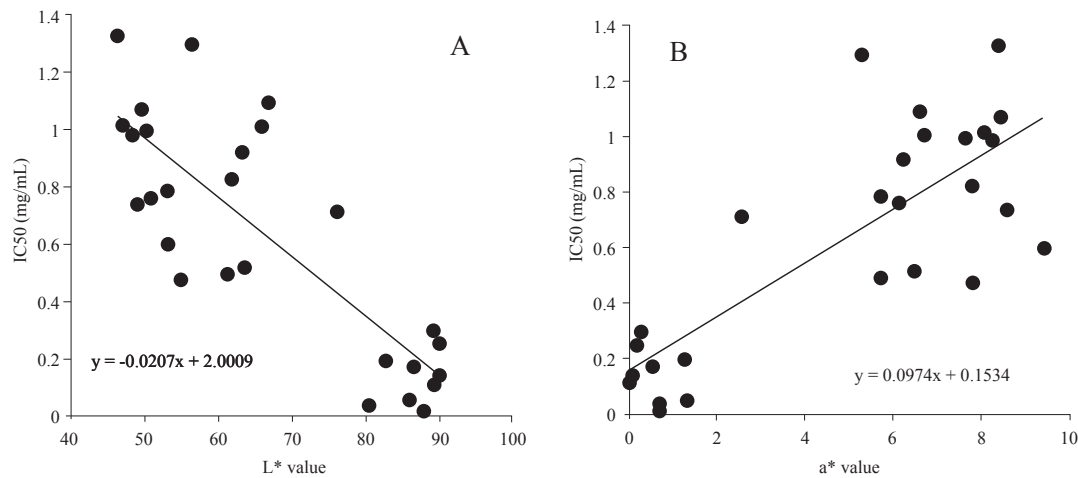 A
IC50 (mg/mL)
1.4
1.2
1
0.8
0.6
0.4
0.2
0
y = -0.0207x + 2.0009
40 50 60 70 80 90 100
L* value
B
IC50 (mg/mL)
1.4
1.2
1
0.8
0.6
0.4
0.2
0
y = 0.0974x + 0.1534
0 2 4 6 8 10
a* value